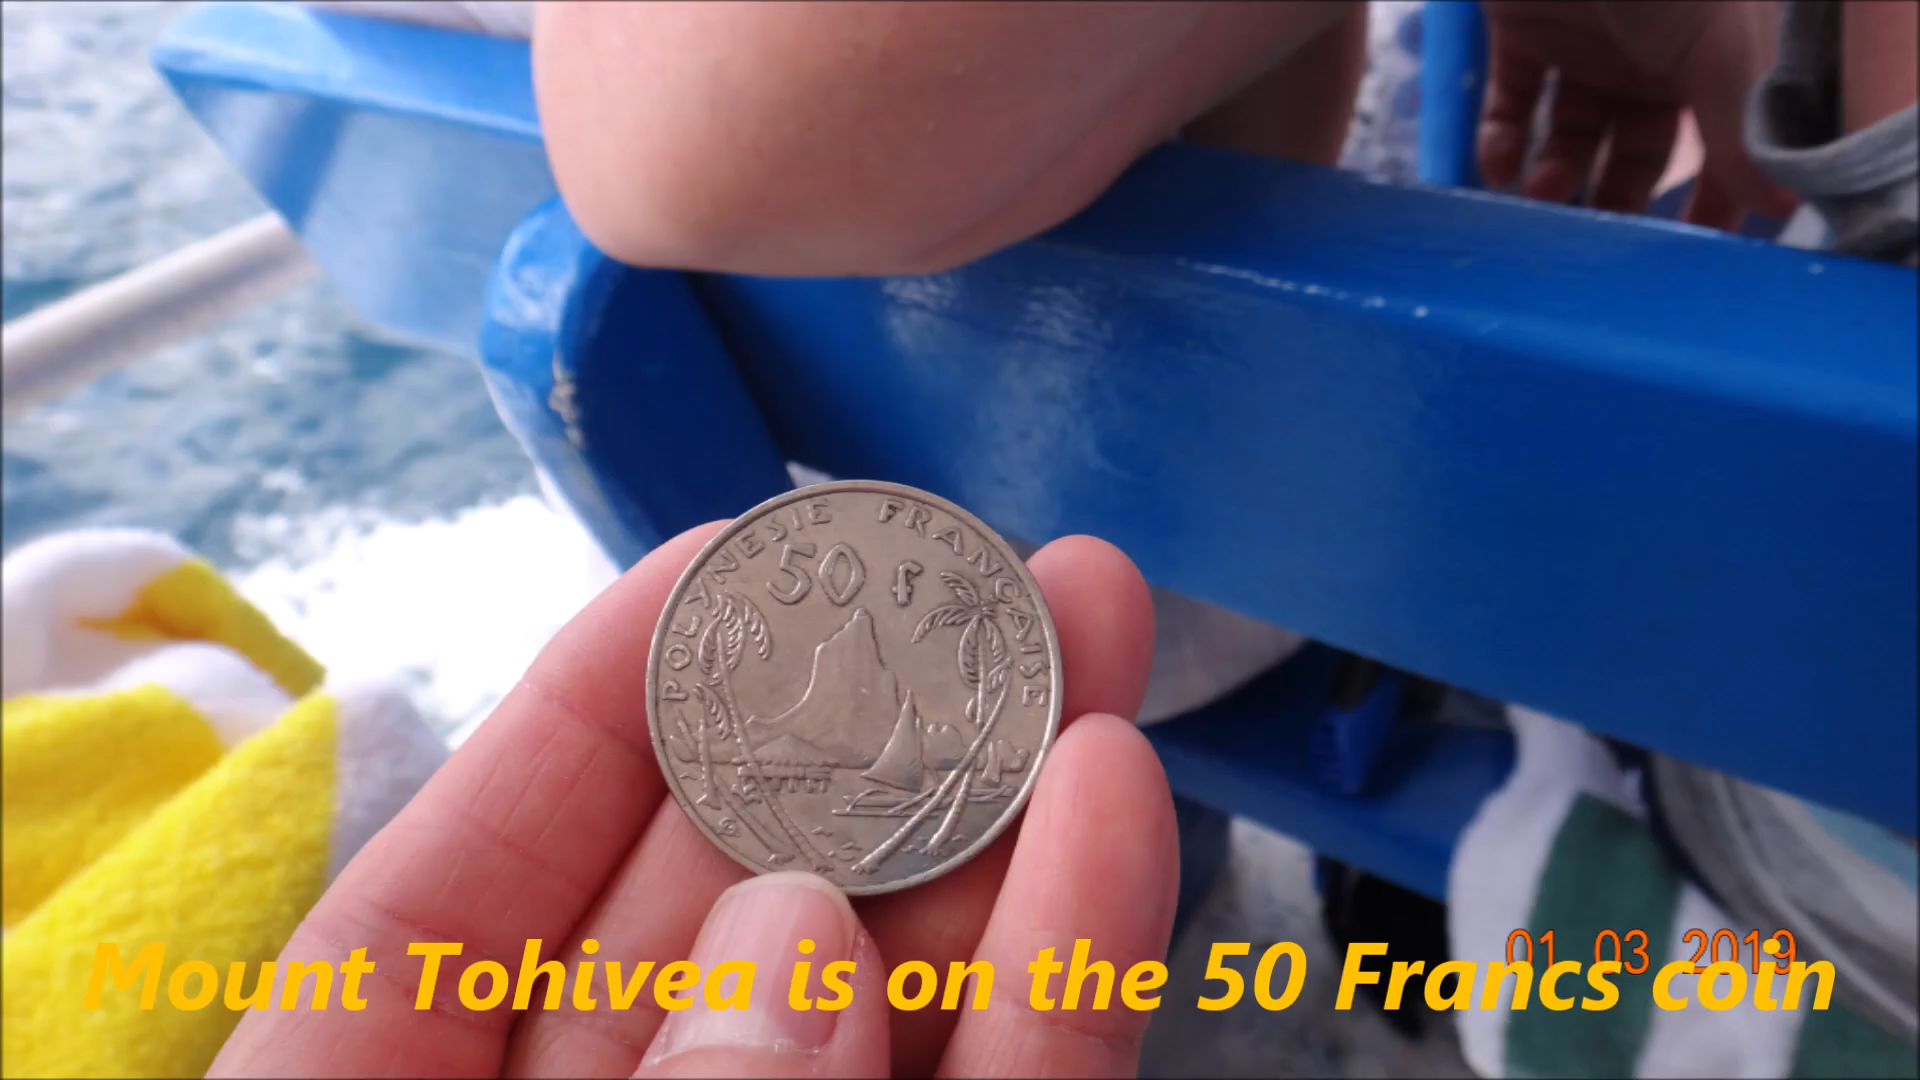 POLYNESIE FRANÇAISE
50 f
01 03 2019
Mount Tohivea is on the 50 Francs coin